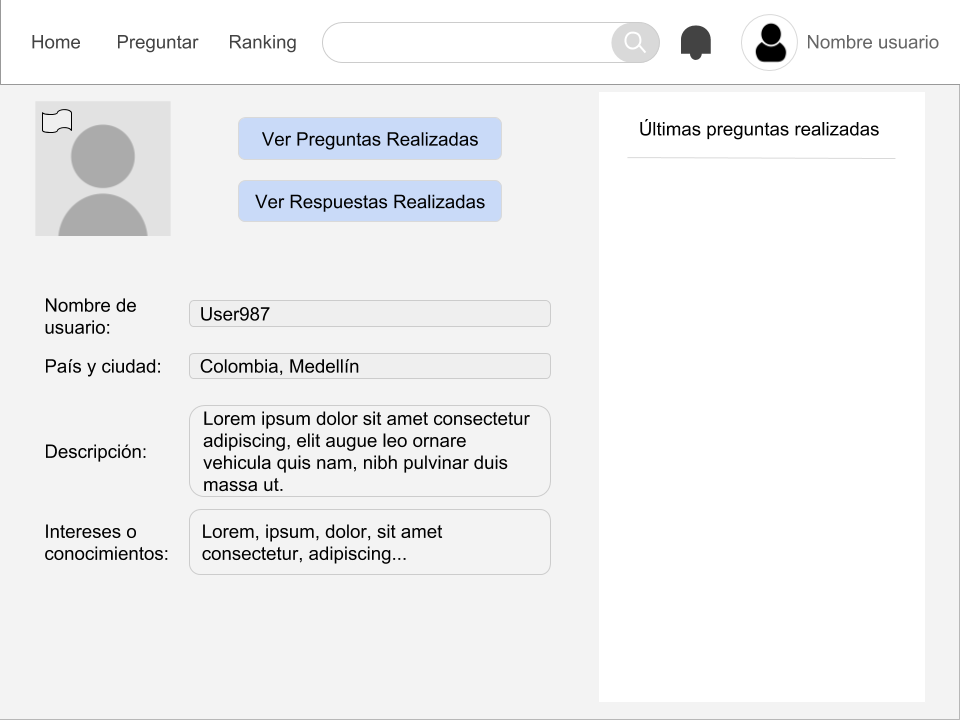 Home Preguntar Ranking Nombre usuario
Ver Preguntas Realizadas
Ver Respuestas Realizadas
Últimas preguntas realizadas
Nombre de
usuario:
User987
País y ciudad:
Colombia, Medellín
Descripción:
Lorem ipsum dolor sit amet consectetur
adipiscing, elit augue leo ornare
vehicula quis nam, nibh pulvinar duis
massa ut.
Intereses o
conocimientos:
Lorem, ipsum, dolor, sit amet
consectetur, adipiscing...